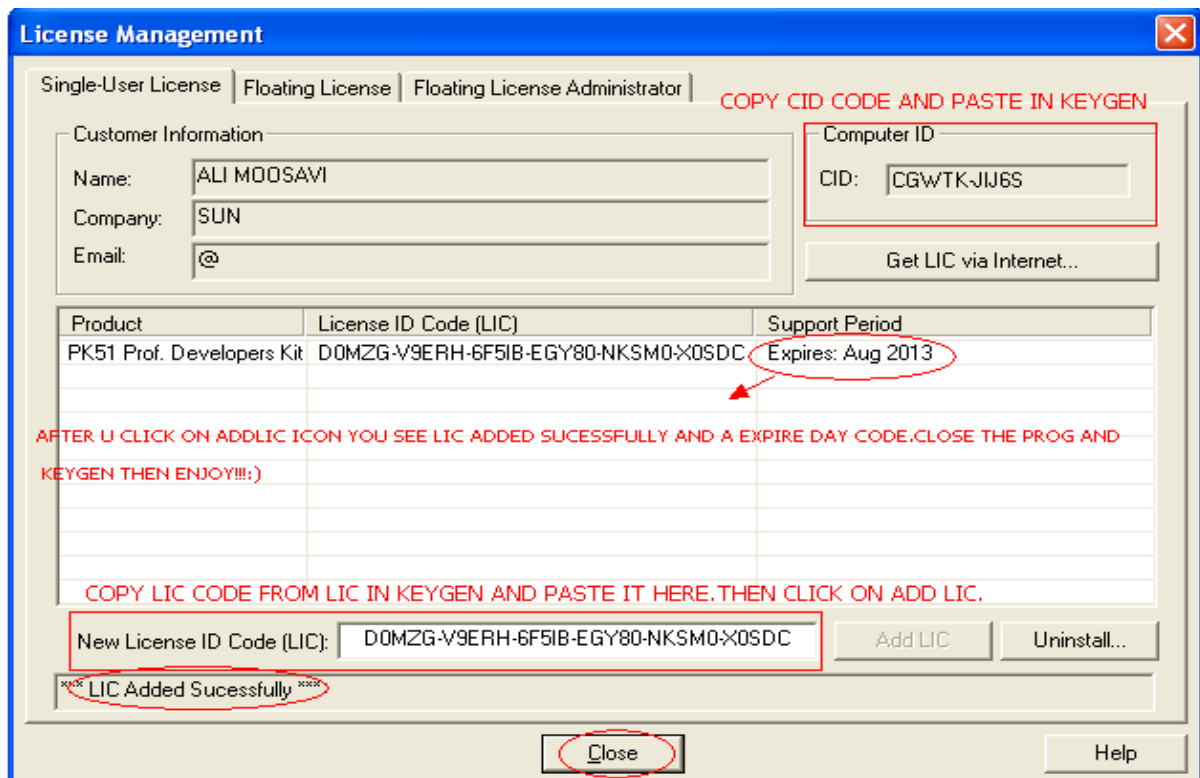 License Management
Single-User License Floating License Floating License Administrator
COPY CID CODE AND PASTE IN KEYGEN
Customer Information
Computer ID
Name: ALI MOOSAVI
CID: CGWTK-JIJ6S
Company: SUN
Email: @
Get LIC via Internet...
Product License ID Code (LIC) Support Period
PK51 Prof. Developers Kit D0MZG-V9ERH-6F5IB-EGY80-NKSM0-X0SDC Expires: Aug 2013
AFTER U CLICK ON ADDLIC ICON YOU SEE LIC ADDED SUCESSFULLY AND A EXPIRE DAY CODE.CLOSE THE PROG AND
KEYGEN THEN ENJOY!!!:)
COPY LIC CODE FROM LIC IN KEYGEN AND PASTE IT HERE.THEN CLICK ON ADD LIC.
New License ID Code (LIC): D0MZG-V9ERH-6F5IB-EGY80-NKSM0-X0SDC Add LIC Uninstall...
*** LIC Added Sucessfully ***
Close Help